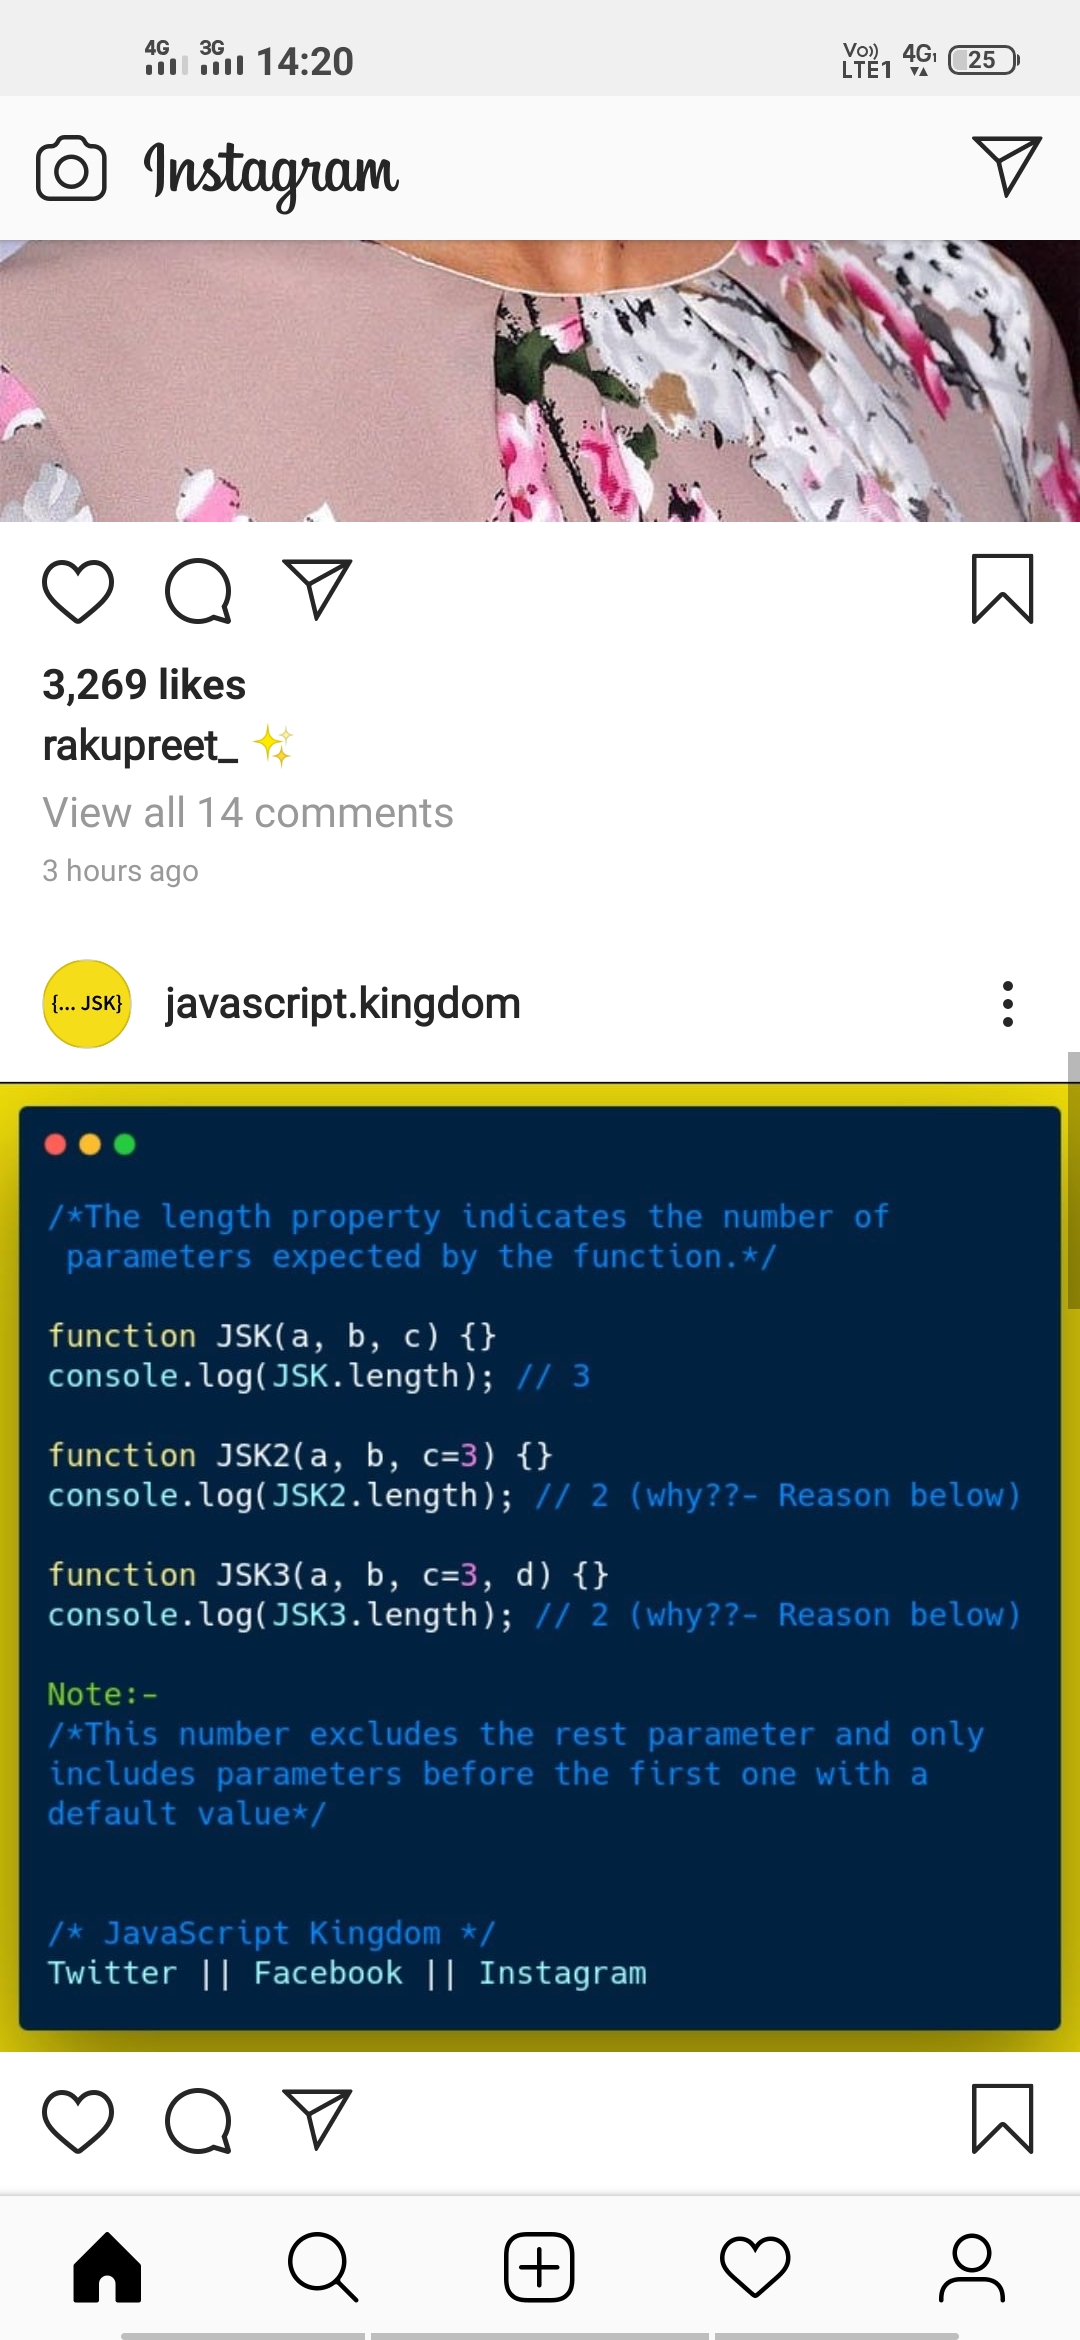 4G 3G 14:20 Vo)) LTE1 4G1 25
Instagram
3,269 likes
rakupreet_ ✨
View all 14 comments
3 hours ago
{... JSK} javascript.kingdom
/*The length property indicates the number of
parameters expected by the function.*/
function JSK(a, b, c) {}
console.log(JSK.length); // 3
function JSK2(a, b, c=3) {}
console.log(JSK2.length); // 2 (why??- Reason below)
function JSK3(a, b, c=3, d) {}
console.log(JSK3.length); // 2 (why??- Reason below)
Note:-
/*This number excludes the rest parameter and only
includes parameters before the first one with a
default value*/
/* JavaScript Kingdom */
Twitter || Facebook || Instagram